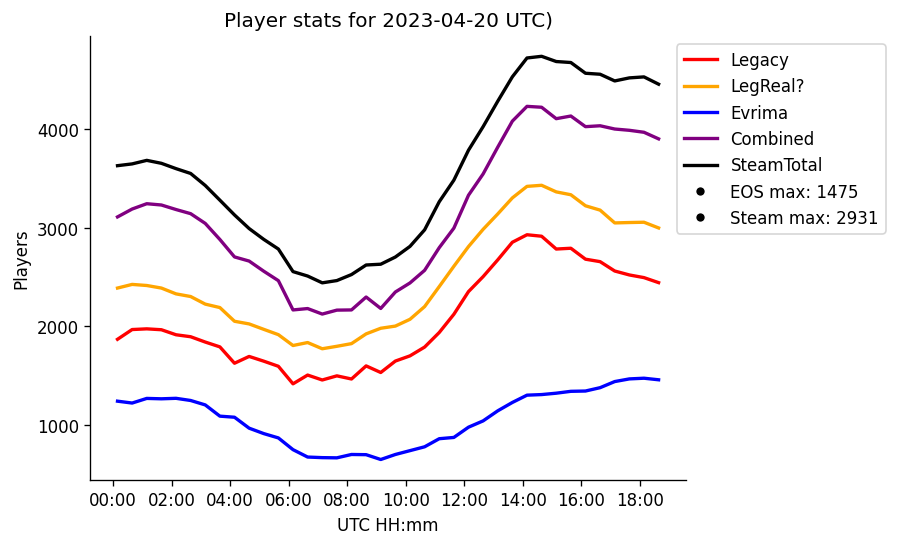 Player stats for 2023-04-20 UTC)
Legacy
LegReal?
Evrima
Combined
SteamTotal
EOS max: 1475
Steam max: 2931
Players
4000
3000
2000
1000
00:00 02:00 04:00 06:00 08:00 10:00 12:00 14:00 16:00 18:00
UTC HH:mm